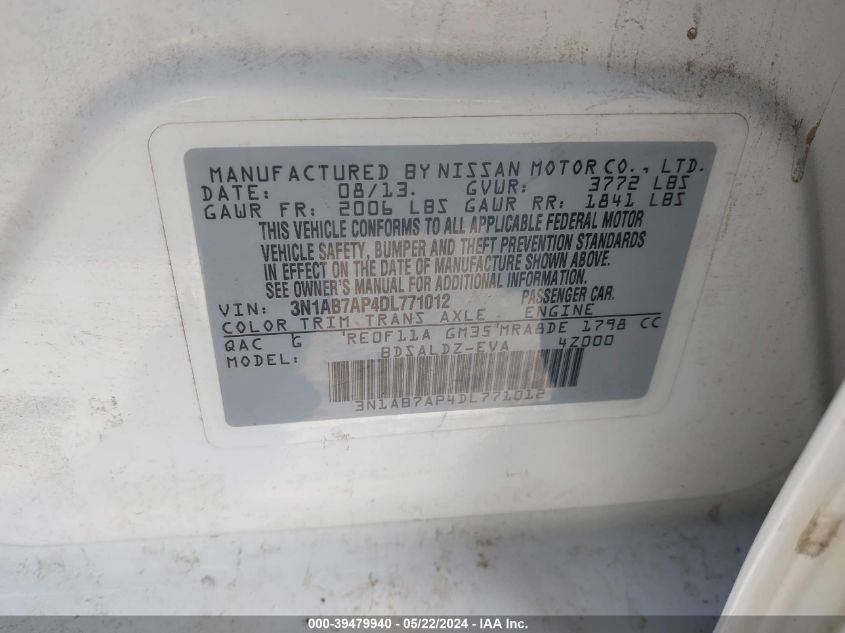 MANUFACTURED BY NISSAN MOTOR CO., LTD.
DATE: 08/13. GVWR: 3772 LBS
GAWR FR: 2006 LBS GAWR RR: 1841 LBS
THIS VEHICLE CONFORMS TO ALL APPLICABLE FEDERAL MOTOR
VEHICLE SAFETY, BUMPER AND THEFT PREVENTION STANDARDS
IN EFFECT ON THE DATE OF MANUFACTURE SHOWN ABOVE.
SEE OWNER'S MANUAL FOR ADDITIONAL INFORMATION.
VIN: 3N1AB7AP4DL771012 PASSENGER CAR.
COLOR TRIM TRANS AXLE ENGINE
QAC G RE0F11A GM35 MRA8DE 1798 CC
MODEL: BDSALDZ-EVA 4Z000
3N1AB7AP4DL771012
000-39479940 - 05/22/2024 - IAA Inc.